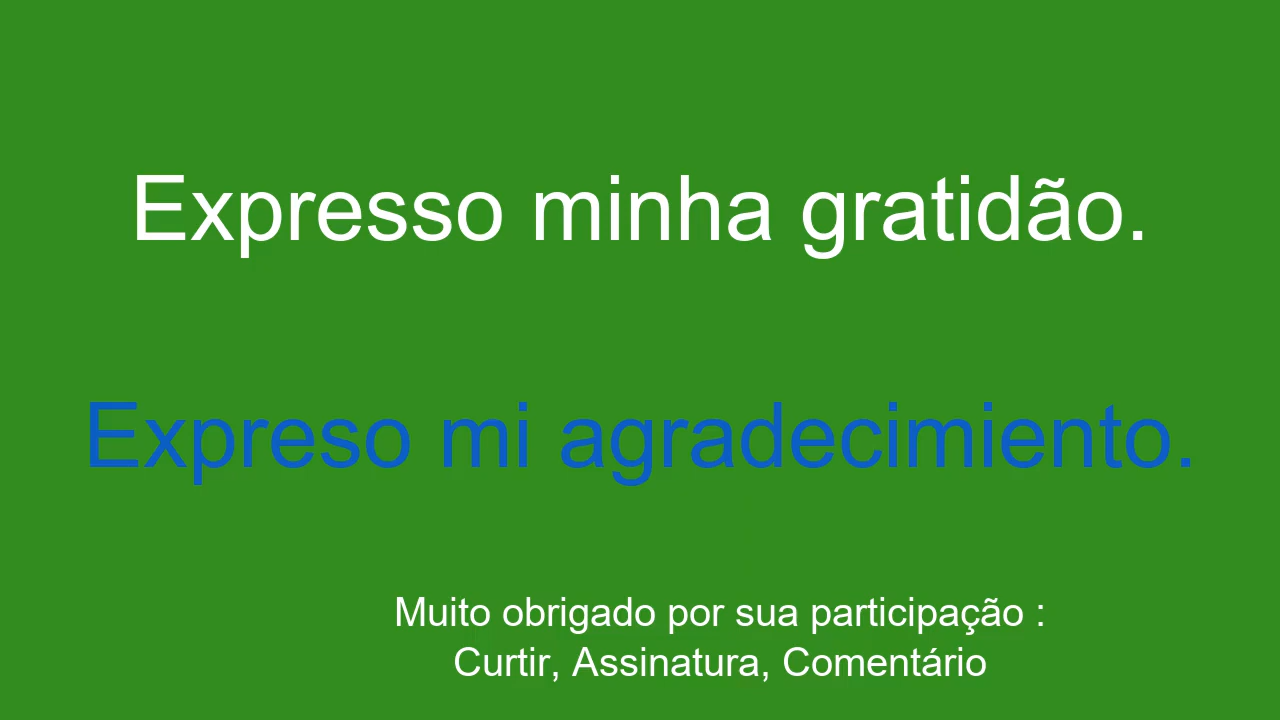 Expresso minha gratidão.
Expreso mi agradecimiento.
Muito obrigado por sua participação :
Curtir, Assinatura, Comentário